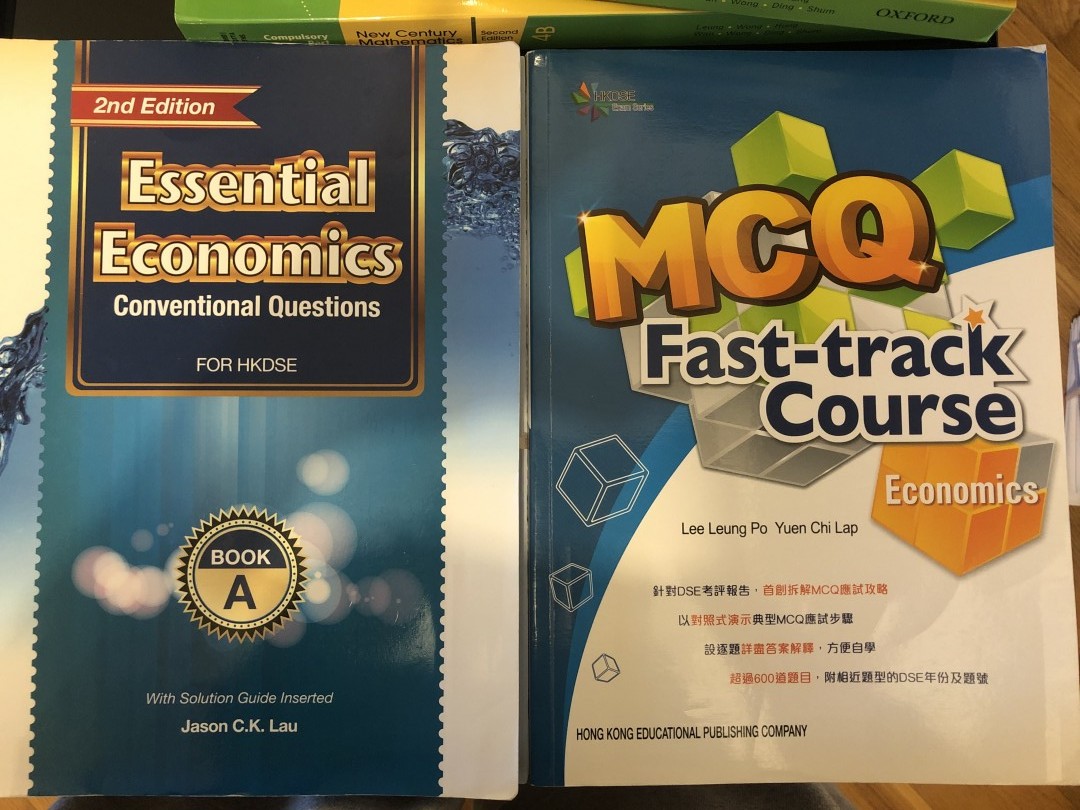 Wong • Ding • Shum
OXFORD
Compulsory
New Century
Mathematics
Second
Edition
4B
2nd Edition
Essential
Economics
Conventional Questions
FOR HKDSE
BOOK
A
With Solution Guide Inserted
Jason C.K. Lau
HKDSE
Exam Series
MCQ
Fast-track
Course
Economics
Lee Leung Po Yuen Chi Lap
針對DSE考評報告，首創拆解MCQ應試攻略
以對照式演示典型MCQ應試步驟
設逐題詳盡答案解釋，方便自學
超過600道題目，附相近題型的DSE年份及題號
HONG KONG EDUCATIONAL PUBLISHING COMPANY